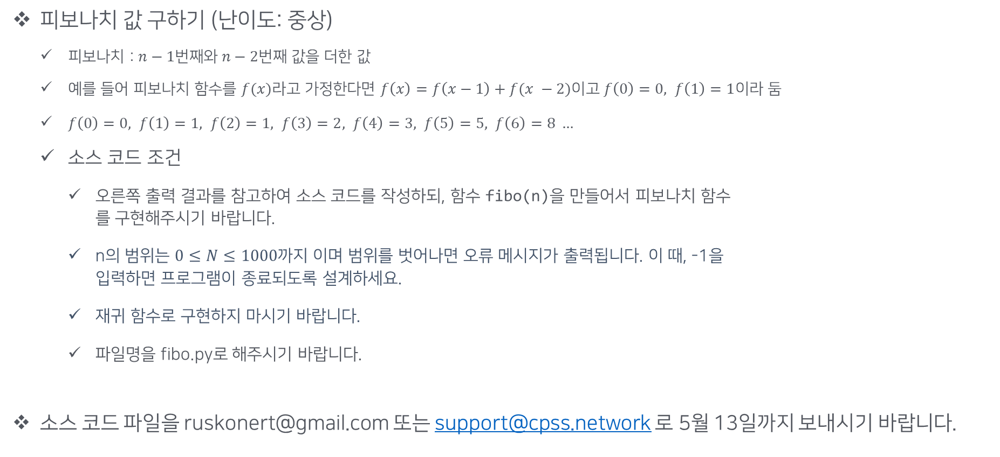 ❖ 피보나치 값 구하기 (난이도: 중상)
✓ 피보나치 : n − 1번째와 n − 2번째 값을 더한 값
✓ 예를 들어 피보나치 함수를 f(x)라고 가정한다면 f(x) = f(x − 1) + f(x − 2)이고 f(0) = 0, f(1) = 1이라 둠
✓ f(0) = 0, f(1) = 1, f(2) = 1, f(3) = 2, f(4) = 3, f(5) = 5, f(6) = 8 ...
✓ 소스 코드 조건
✓ 오른쪽 출력 결과를 참고하여 소스 코드를 작성하되, 함수 fibo(n)을 만들어서 피보나치 함수
를 구현해주시기 바랍니다.
✓ n의 범위는 0 ≤ N ≤ 1000까지 이며 범위를 벗어나면 오류 메시지가 출력됩니다. 이 때, -1을
입력하면 프로그램이 종료되도록 설계하세요.
✓ 재귀 함수로 구현하지 마시기 바랍니다.
✓ 파일명을 fibo.py로 해주시기 바랍니다.
❖ 소스 코드 파일을 ruskonert@gmail.com 또는 support@cpss.network 로 5월 13일까지 보내시기 바랍니다.